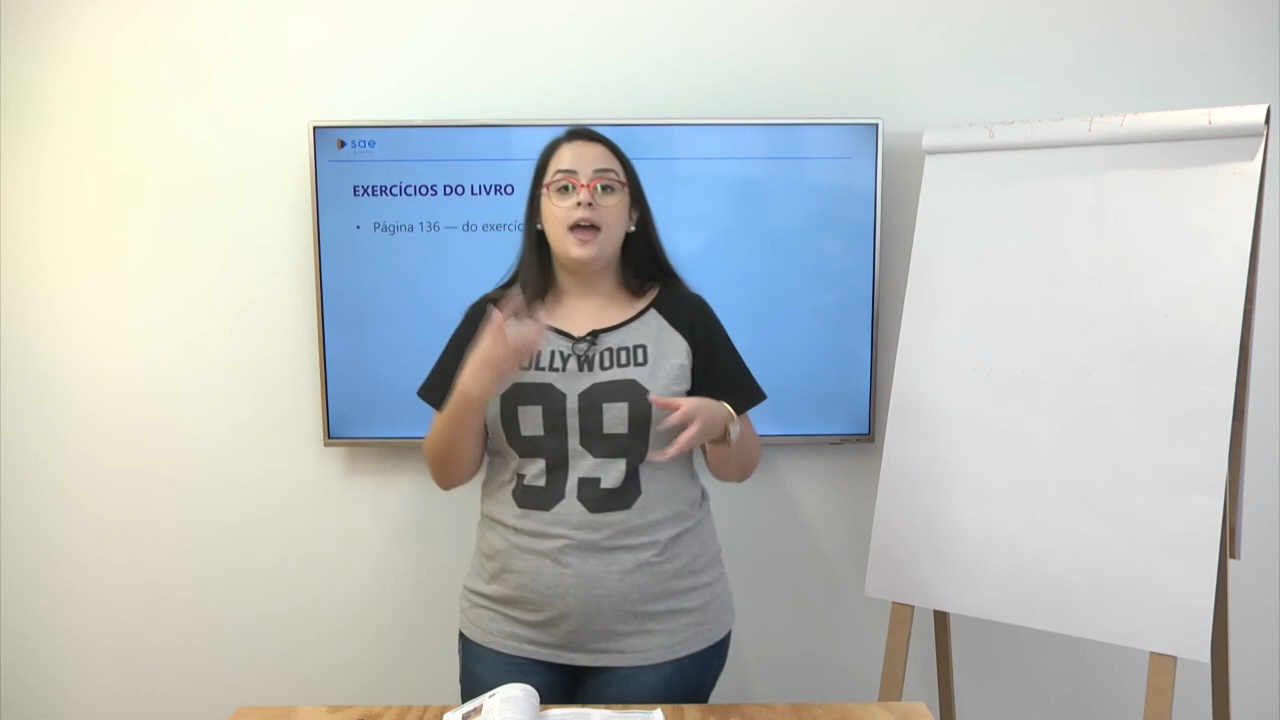 sae
EXERCÍCIOS DO LIVRO
• Página 136 — do exercíc
OLLYWOOD
99